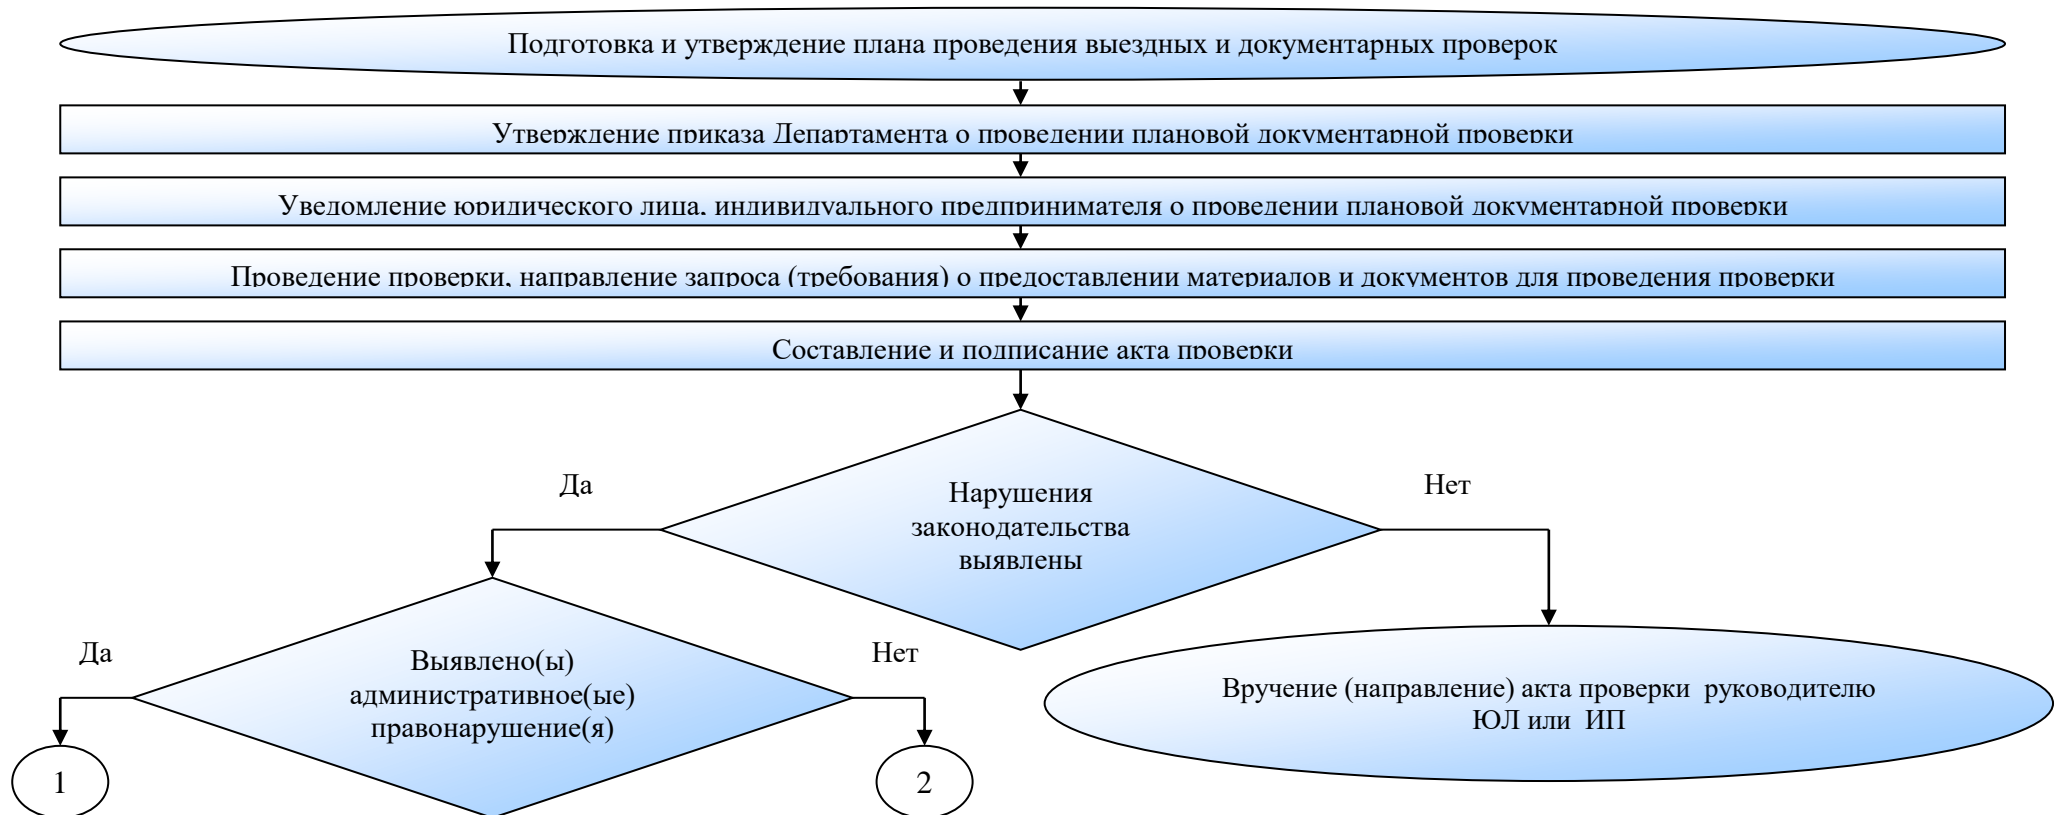 Подготовка и утверждение плана проведения выездных и документарных проверок
Утверждение приказа Департамента о проведении плановой документарной проверки
Уведомление юридического лица, индивидуального предпринимателя о проведении плановой документарной проверки
Проведение проверки, направление запроса (требования) о предоставлении материалов и документов для проведения проверки
Составление и подписание акта проверки
Да
Нет
Нарушения
законодательства
выявлены
Да
Нет
Выявлено(ы)
административное(ые)
правонарушение(я)
Вручение (направление) акта проверки руководителю
ЮЛ или ИП
1
2